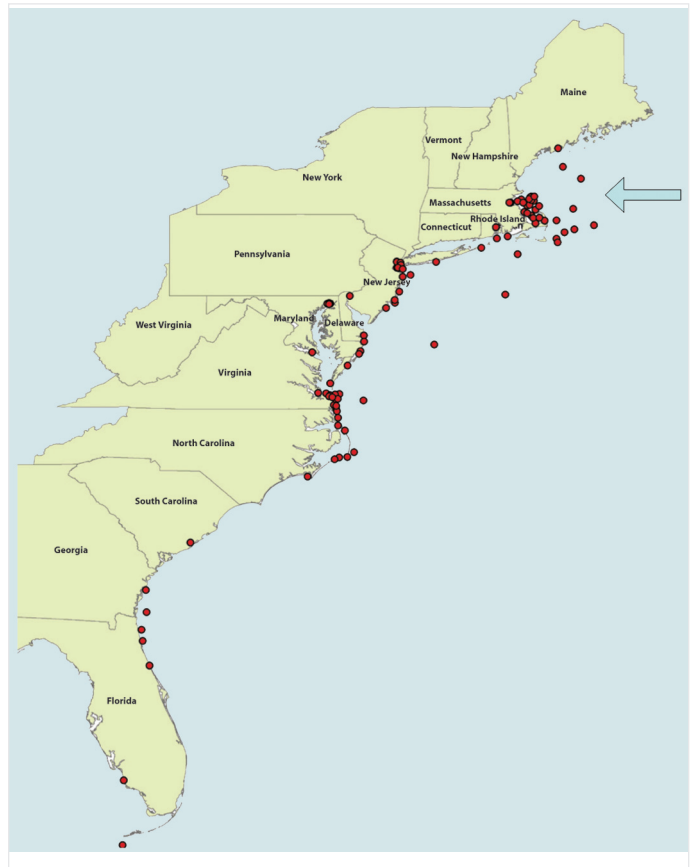 Maine
Vermont
New Hampshire
New York
Massachusetts
Rhode Island
Connecticut
Pennsylvania
New Jersey
Maryland
Delaware
West Virginia
Virginia
North Carolina
South Carolina
Georgia
Florida